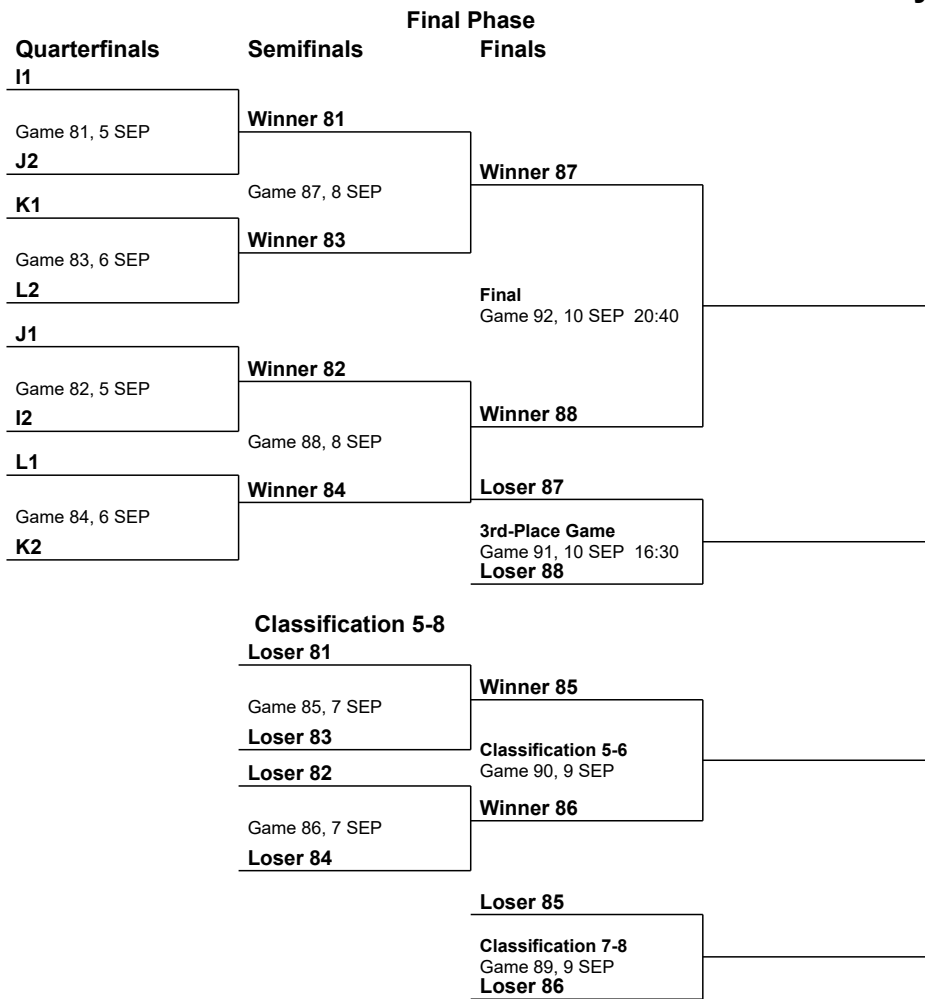 Final Phase
Quarterfinals Semifinals Finals
I1
Game 81, 5 SEP
J2
K1
Game 83, 6 SEP
L2
J1
Game 82, 5 SEP
I2
L1
Game 84, 6 SEP
K2
Winner 81
Game 87, 8 SEP
Winner 83
Winner 82
Game 88, 8 SEP
Winner 84
Winner 87
Final
Game 92, 10 SEP 20:40
Winner 88
Loser 87
3rd-Place Game
Game 91, 10 SEP 16:30
Loser 88
Classification 5-8
Loser 81
Game 85, 7 SEP
Loser 83
Loser 82
Game 86, 7 SEP
Loser 84
Winner 85
Classification 5-6
Game 90, 9 SEP
Winner 86
Loser 85
Classification 7-8
Game 89, 9 SEP
Loser 86